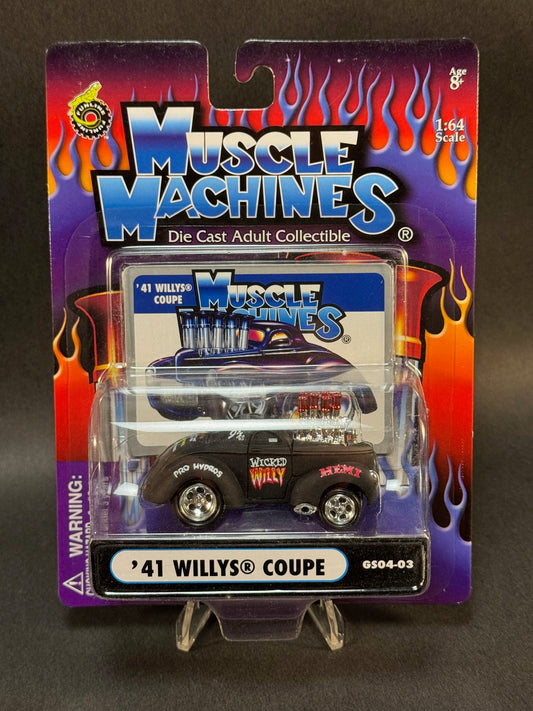 FUNLINE
Age
8+
1:64
Scale
MUSCLE
MACHINES®
Die Cast Adult Collectible
'41 WILLYS®
COUPE
MUSCLE
MACHINES®
PRO HYDROS
WICKED
WILLY
HEMI
WARNING:
'41 WILLYS® COUPE
GS04-03